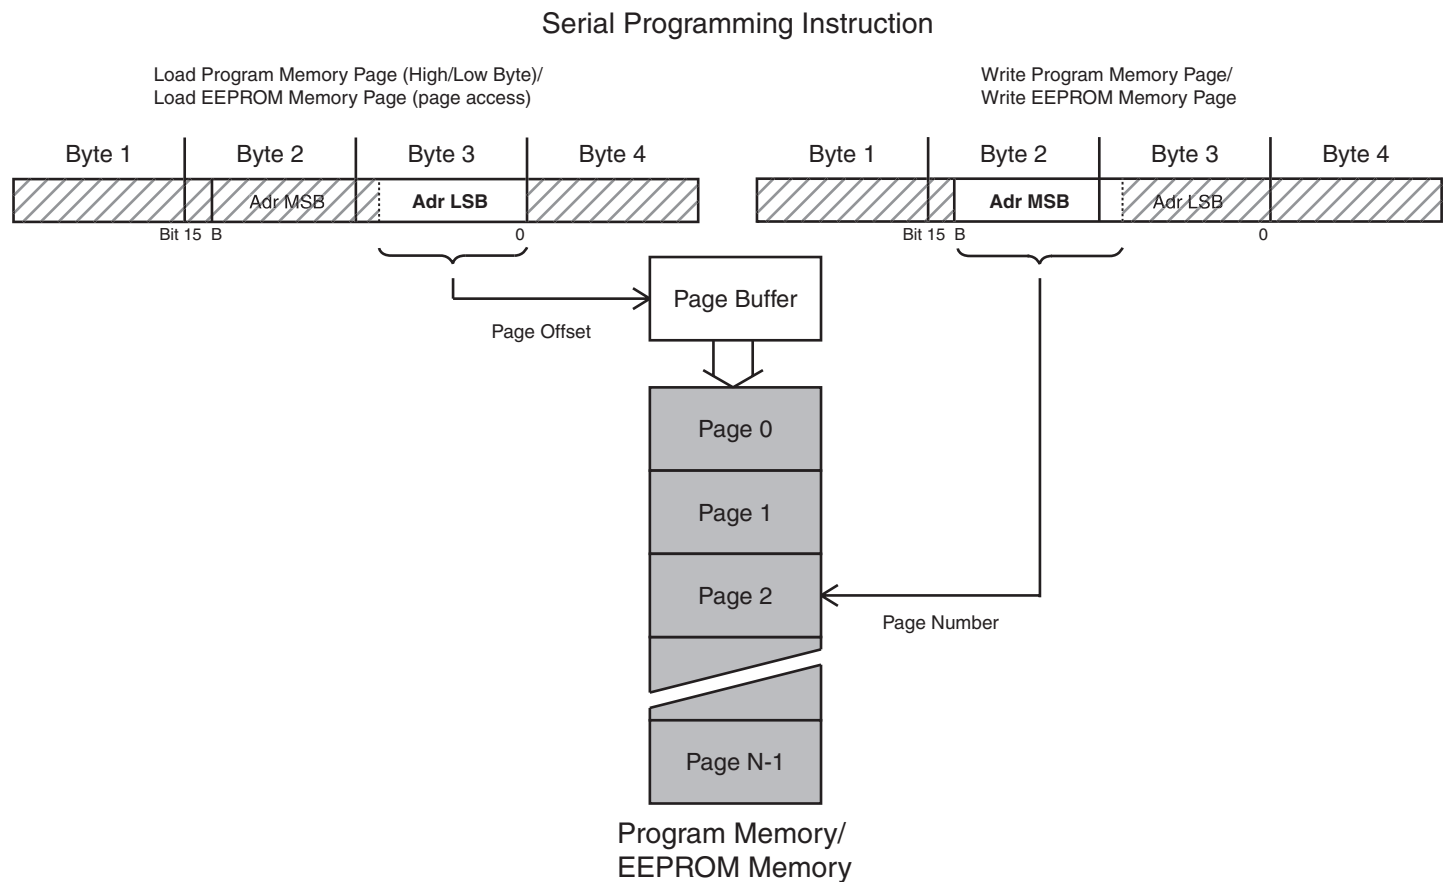 Serial Programming Instruction
Load Program Memory Page (High/Low Byte)/
Load EEPROM Memory Page (page access)
Write Program Memory Page/
Write EEPROM Memory Page
Byte 1 Byte 2 Byte 3 Byte 4
Adr MSB Adr LSB
Bit 15 B 0
Byte 1 Byte 2 Byte 3 Byte 4
Adr MSB Adr LSB
Bit 15 B 0
Page Buffer
Page Offset
Page 0
Page 1
Page 2
Page Number
Page N-1
Program Memory/
EEPROM Memory